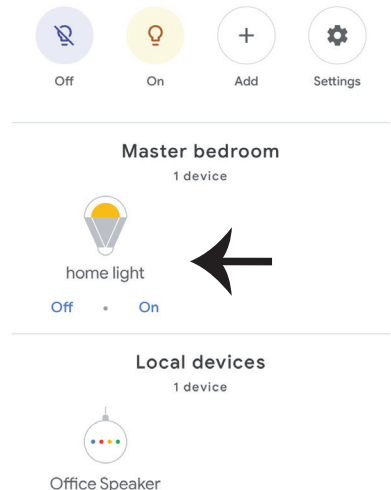 Off On Add Settings
Master bedroom
1 device
home light
Off • On
Local devices
1 device
Office Speaker